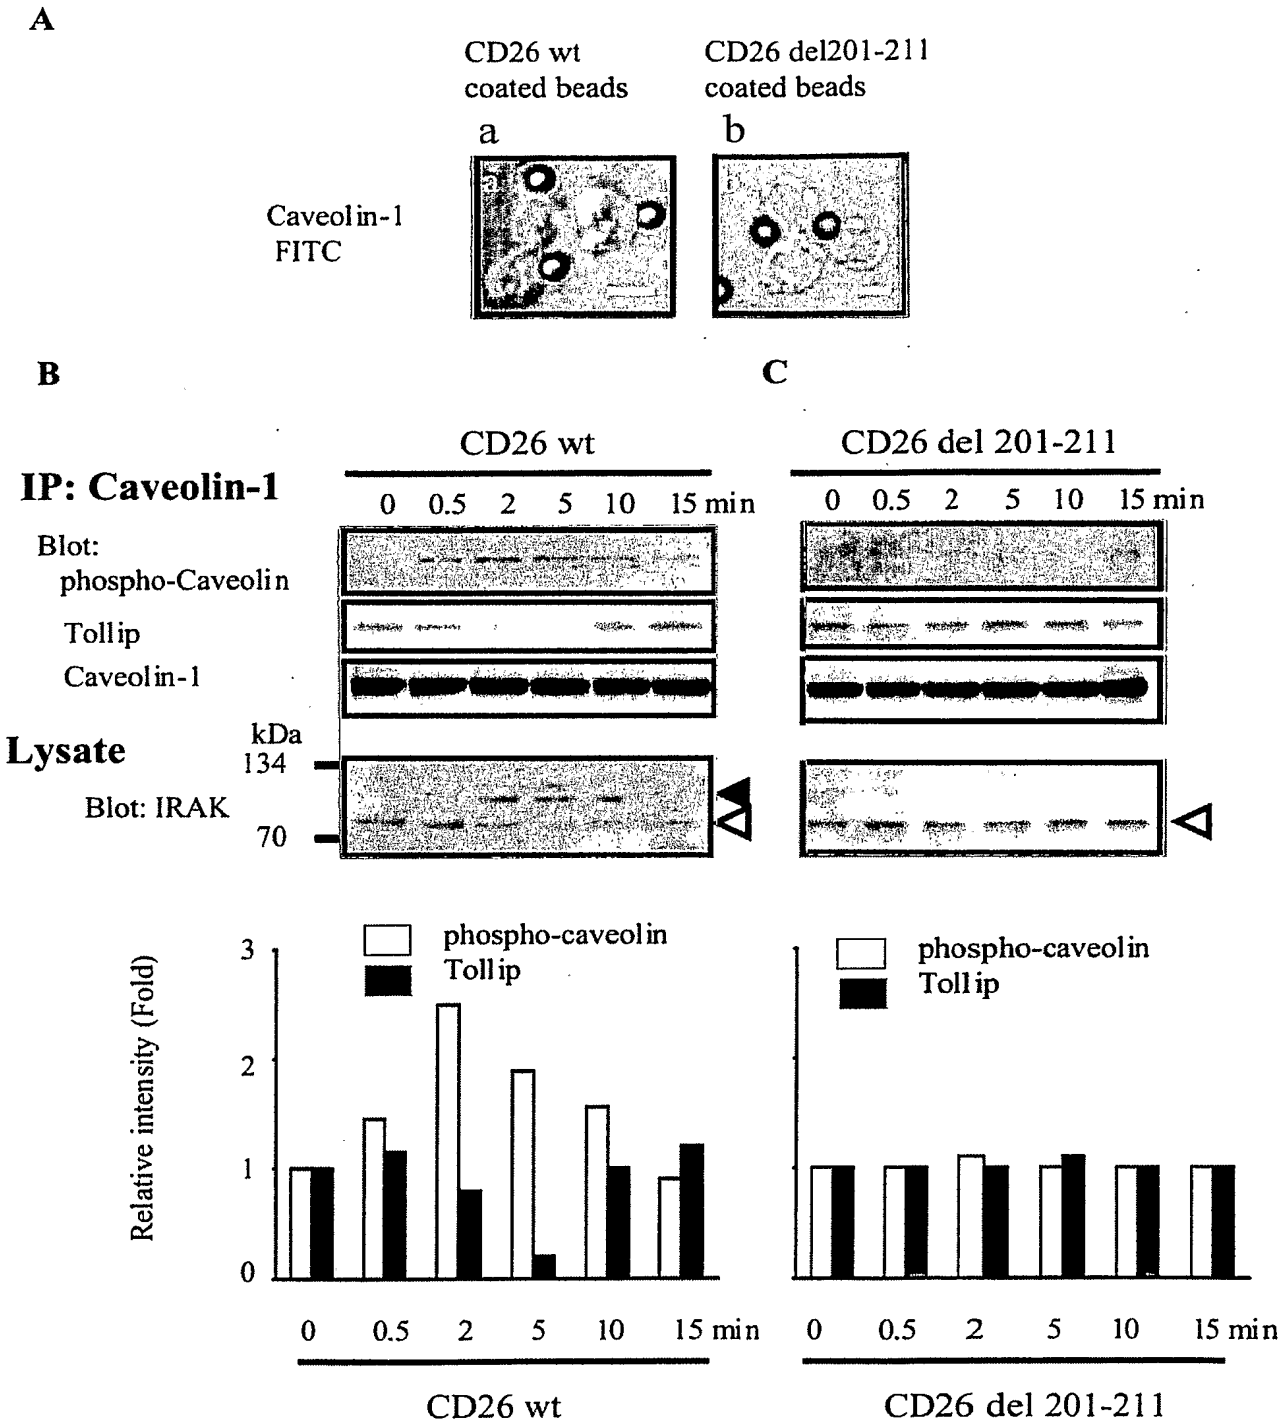 A
CD26 wt
coated beads
CD26 del201-211
coated beads
a
b
Caveolin-1
FITC
B
C
CD26 wt
CD26 del 201-211
IP: Caveolin-1
0 0.5 2 5 10 15 min
0 0.5 2 5 10 15 min
Blot:
phospho-Caveolin
Tollip
Caveolin-1
Lysate
kDa
134
Blot: IRAK
70
phospho-caveolin
Tollip
phospho-caveolin
Tollip
Relative intensity (Fold)
3
2
1
0
0 0.5 2 5 10 15 min
0 0.5 2 5 10 15 min
CD26 wt
CD26 del 201-211